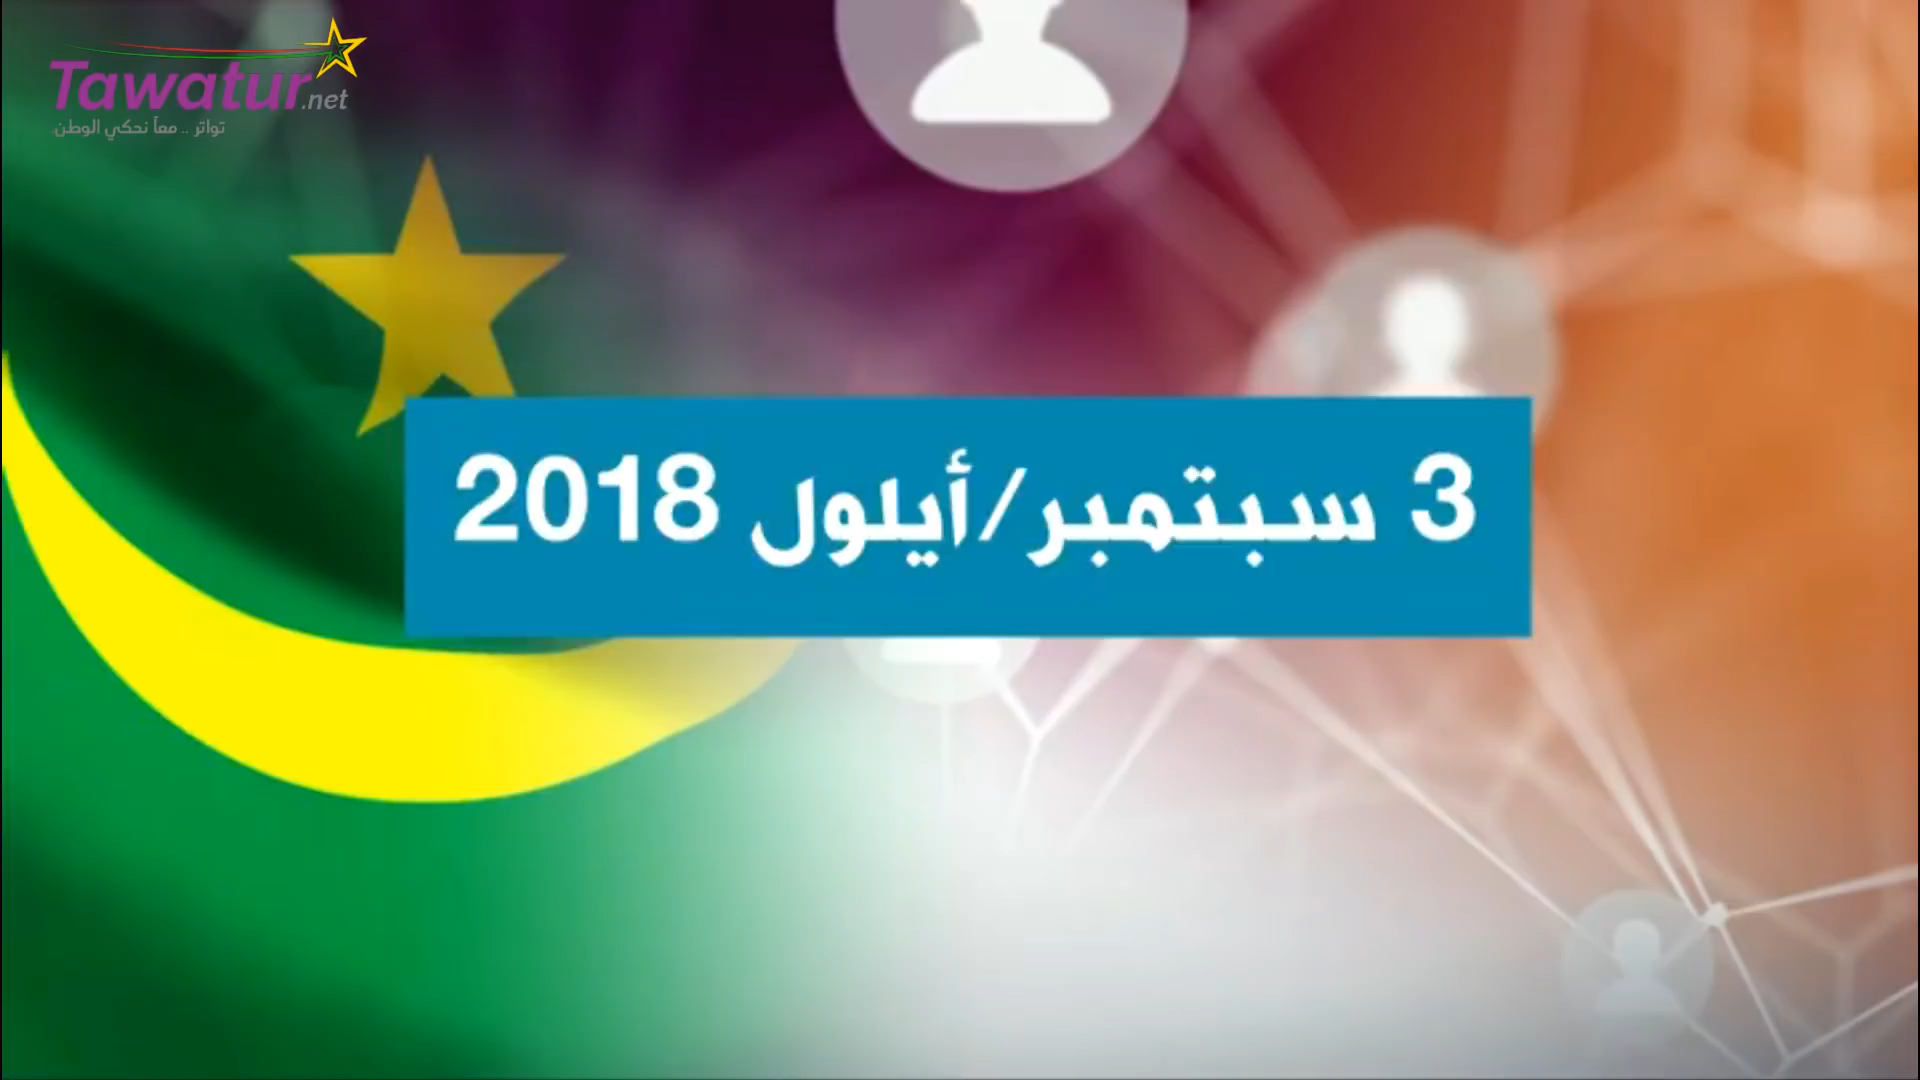 Tawatur.net
تواتر .. معاً نحكي الوطن
3 سبتمبر/أيلول 2018